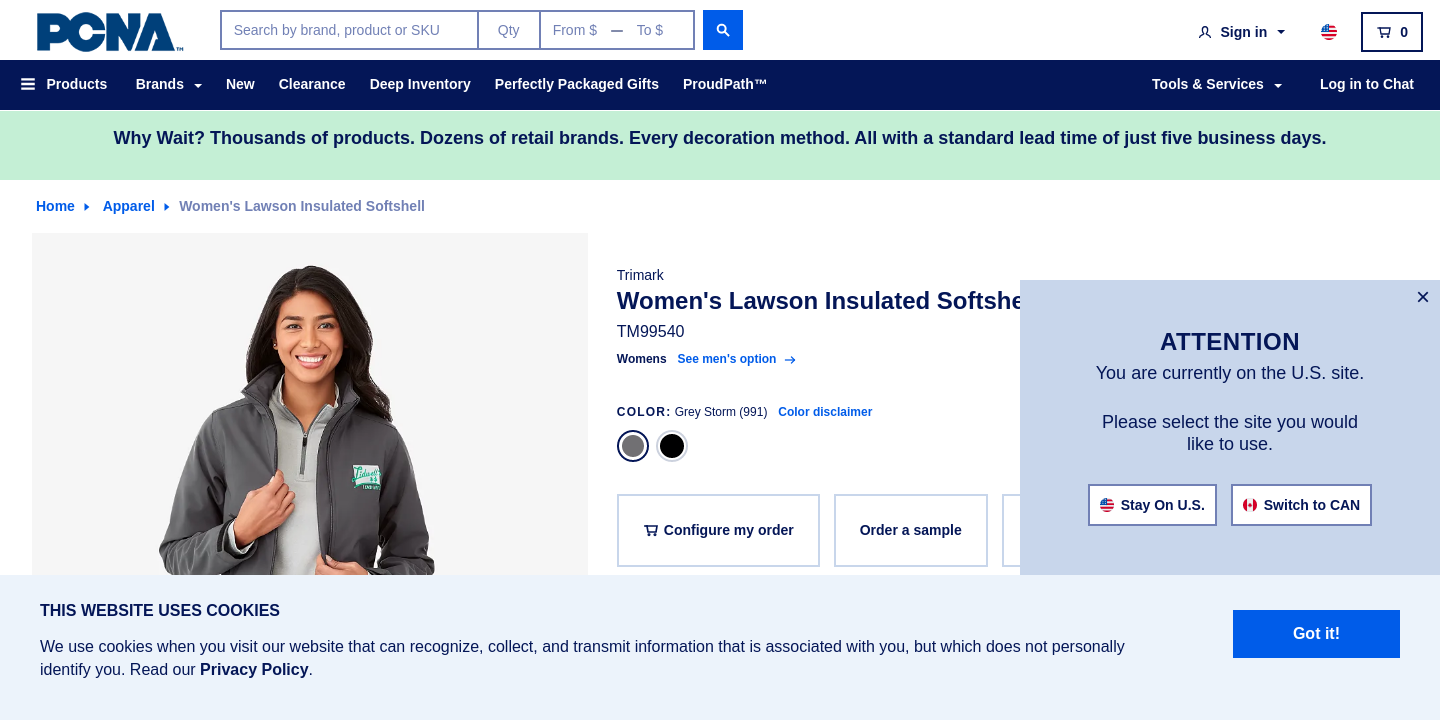 PCNA™
Search by brand, product or SKU
Qty
From $ — To $
Sign in
0
Products
Brands
New
Clearance
Deep Inventory
Perfectly Packaged Gifts
ProudPath™
Tools & Services
Log in to Chat
Why Wait? Thousands of products. Dozens of retail brands. Every decoration method. All with a standard lead time of just five business days.
Home
Apparel
Women's Lawson Insulated Softshell
Trimark
Women's Lawson Insulated Softshe
TM99540
Womens See men's option
COLOR: Grey Storm (991) Color disclaimer
Configure my order
Order a sample
×
ATTENTION
You are currently on the U.S. site.
Please select the site you would
like to use.
Stay On U.S.
Switch to CAN
THIS WEBSITE USES COOKIES
We use cookies when you visit our website that can recognize, collect, and transmit information that is associated with you, but which does not personally
identify you. Read our Privacy Policy.
Got it!